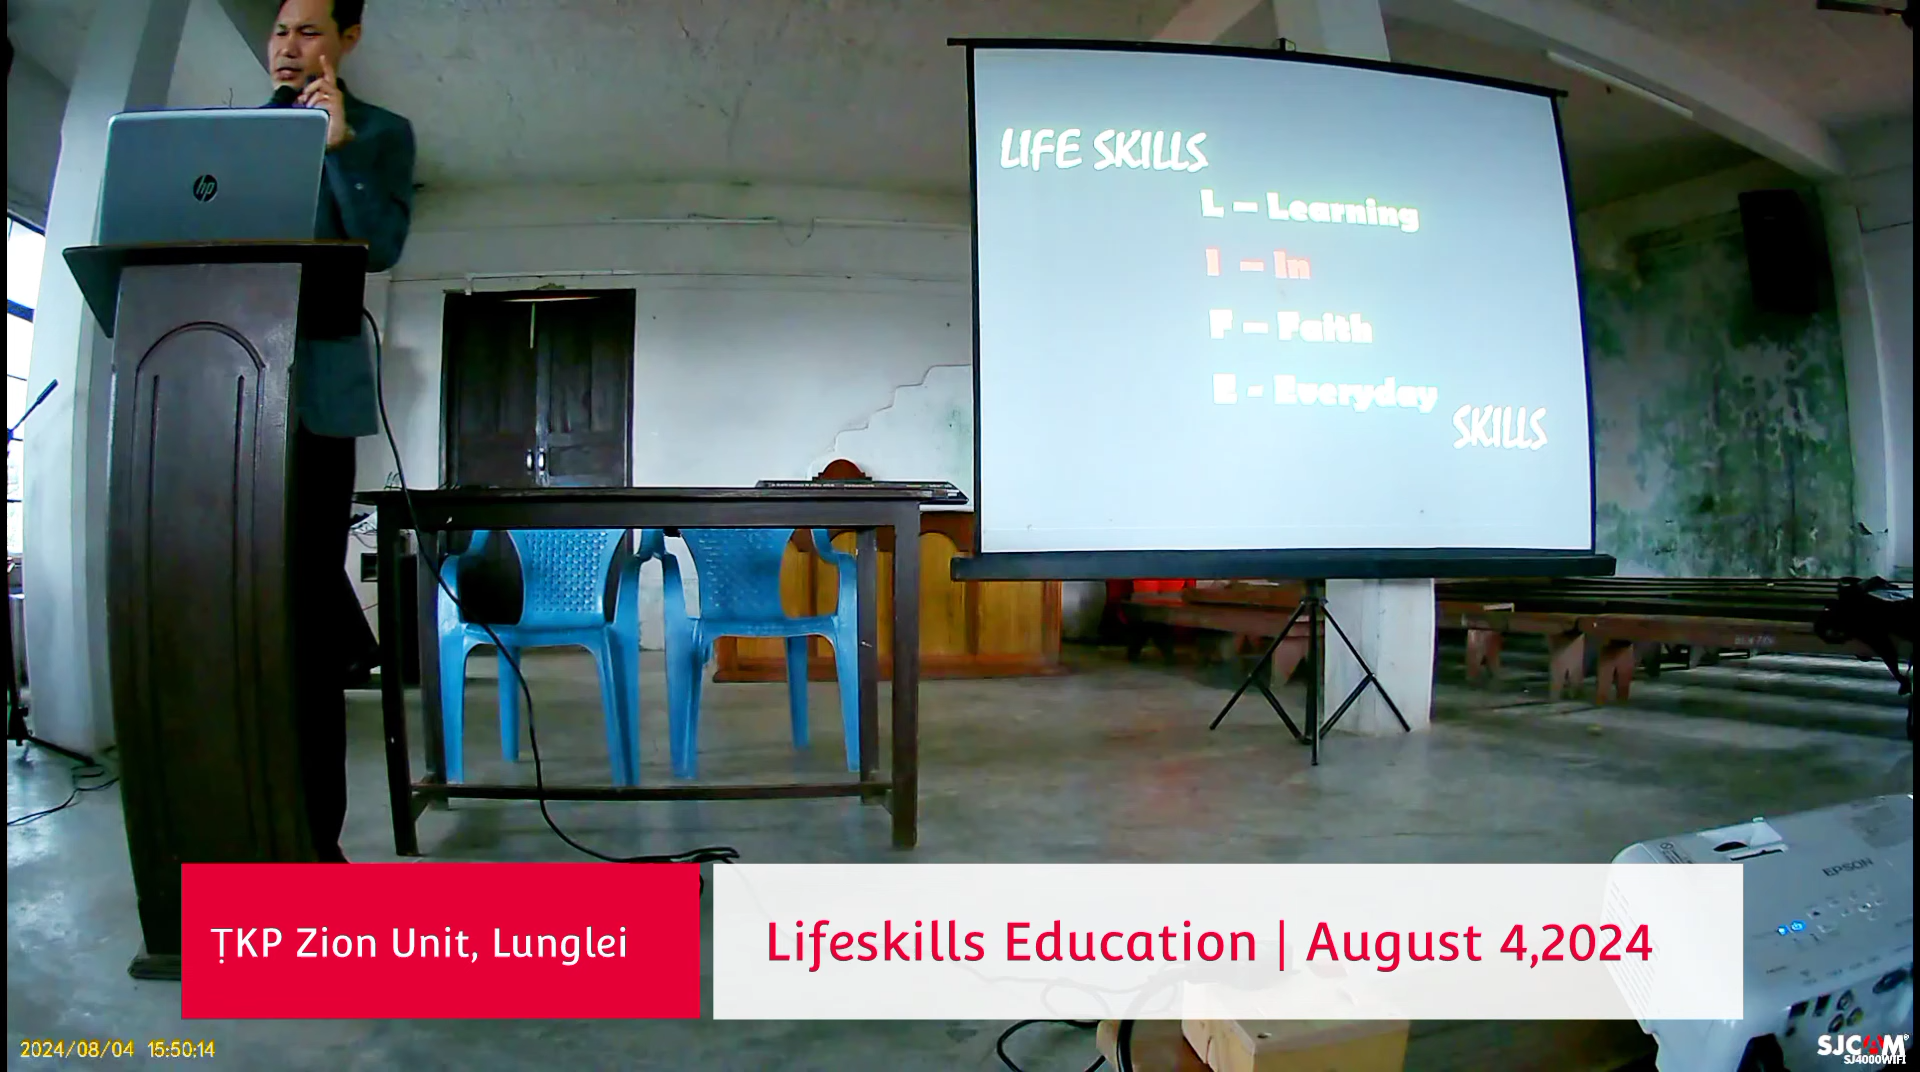 LIFE SKILLS
L – Learning
I – In
F – Faith
E - Everyday
SKILLS
hp
EPSON
ṬKP Zion Unit, Lunglei
Lifeskills Education | August 4,2024
2024/08/04 15:50:14
SJCAM
SJ4000WIFI